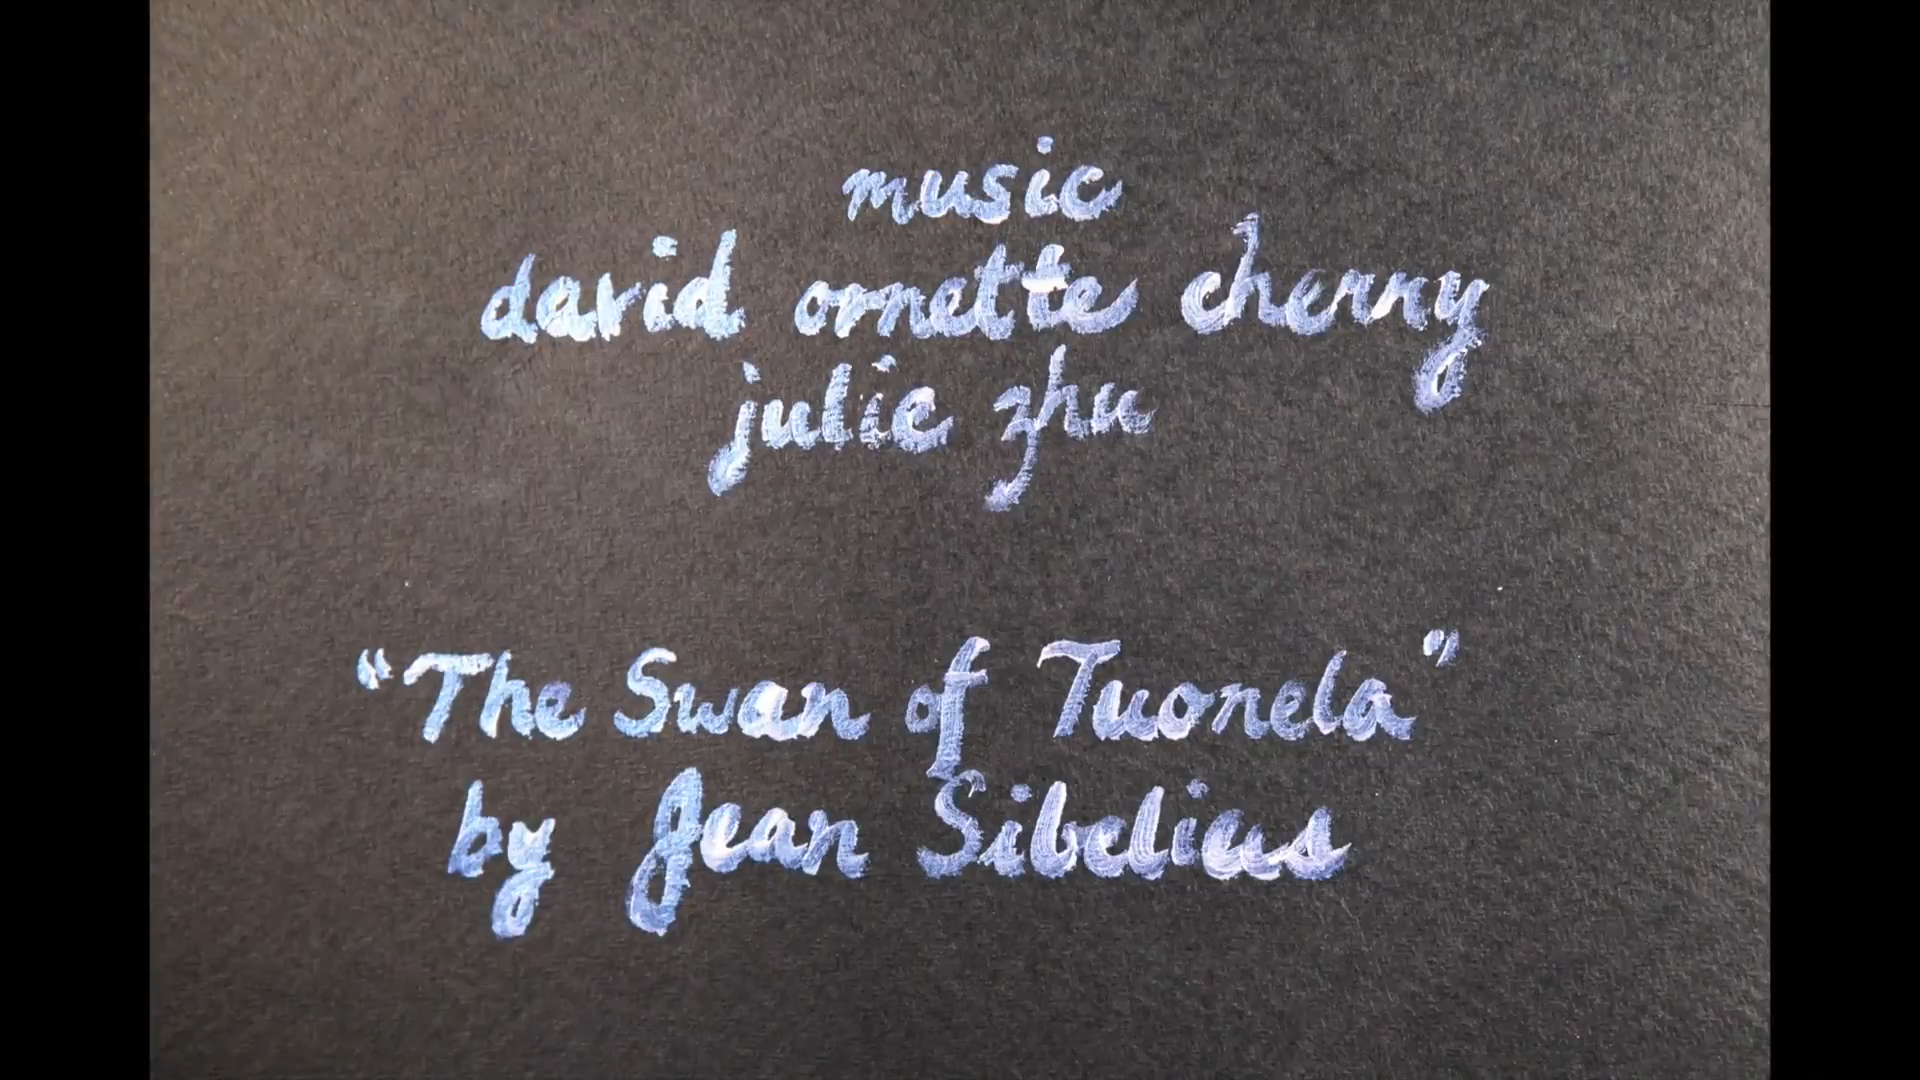 music
david ornette cherry
julie zhu
“The Swan of Tuonela”
by Jean Sibelius